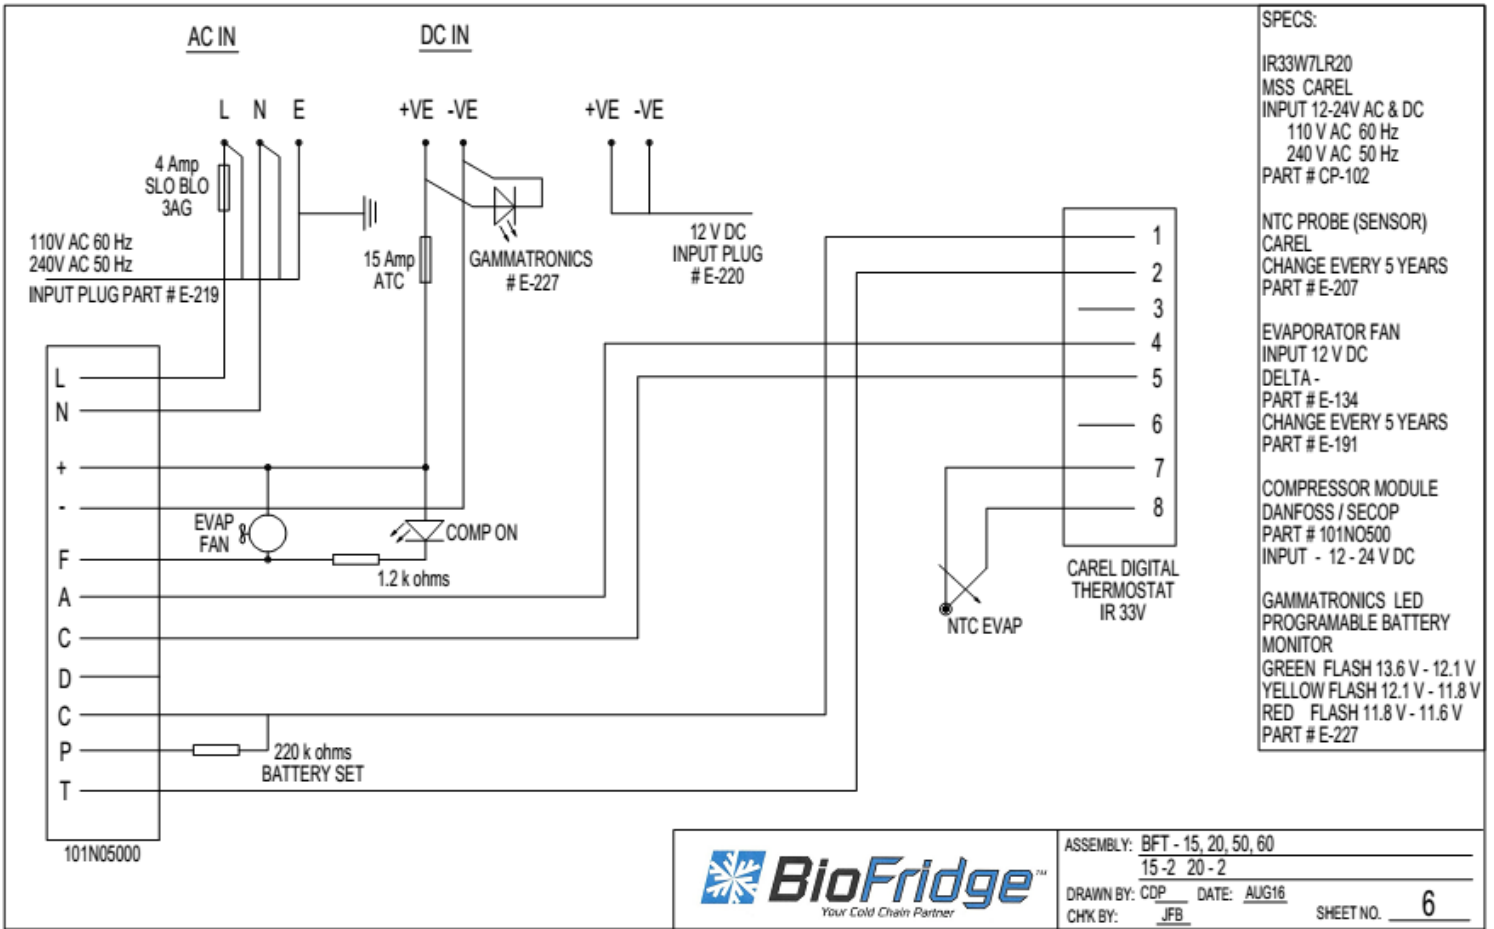 AC IN
DC IN
L N E
+VE -VE
+VE -VE
4 Amp
SLO BLO
3AG
110V AC 60 Hz
240V AC 50 Hz
INPUT PLUG PART # E-219
15 Amp
ATC
GAMMATRONICS
# E-227
12 V DC
INPUT PLUG
# E-220
L
N
+
-
F
A
C
D
C
P
T
101N05000
EVAP
FAN
COMP ON
1.2 k ohms
220 k ohms
BATTERY SET
1
2
3
4
5
6
7
8
CAREL DIGITAL
THERMOSTAT
IR 33V
NTC EVAP
SPECS:
IR33W7LR20
MSS CAREL
INPUT 12-24V AC & DC
110 V AC 60 Hz
240 V AC 50 Hz
PART # CP-102
NTC PROBE (SENSOR)
CAREL
CHANGE EVERY 5 YEARS
PART # E-207
EVAPORATOR FAN
INPUT 12 V DC
DELTA -
PART # E-134
CHANGE EVERY 5 YEARS
PART # E-191
COMPRESSOR MODULE
DANFOSS / SECOP
PART # 101NO500
INPUT - 12 - 24 V DC
GAMMATRONICS LED
PROGRAMABLE BATTERY
MONITOR
GREEN FLASH 13.6 V - 12.1 V
YELLOW FLASH 12.1 V - 11.8 V
RED FLASH 11.8 V - 11.6 V
PART # E-227
BioFridge™
Your Cold Chain Partner
ASSEMBLY: BFT - 15, 20, 50, 60
15 -2 20 - 2
DRAWN BY: CDP DATE: AUG16
CH'K BY: JFB SHEET NO. 6